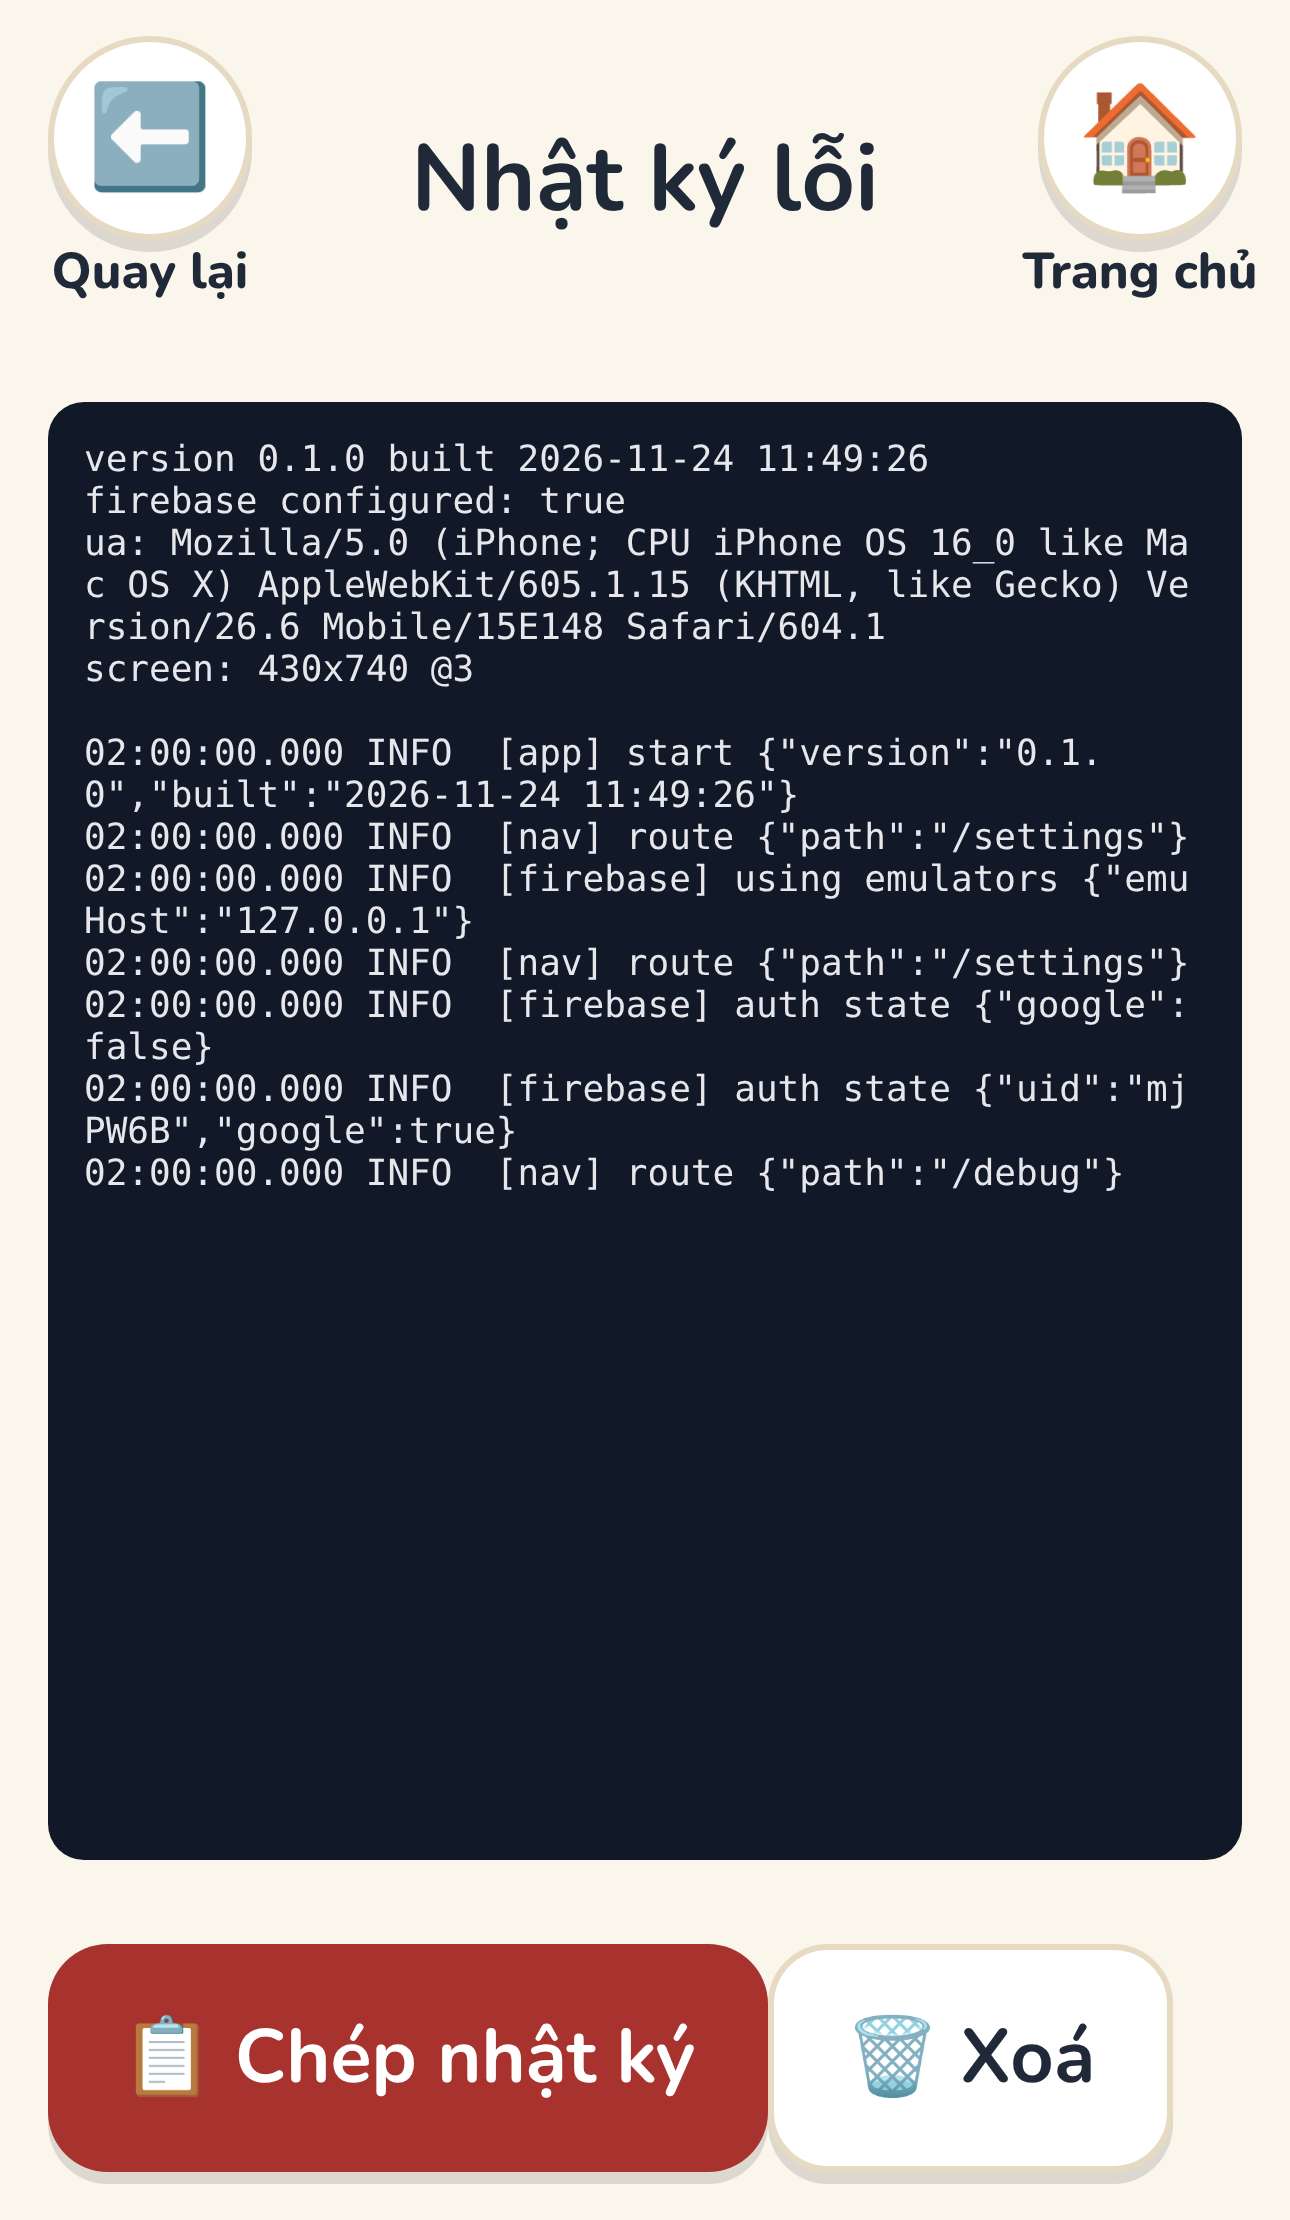 Nhật ký lỗi
Quay lại
Trang chủ
version 0.1.0 built 2026-11-24 11:49:26
firebase configured: true
ua: Mozilla/5.0 (iPhone; CPU iPhone OS 16_0 like Ma
c OS X) AppleWebKit/605.1.15 (KHTML, like Gecko) Ve
rsion/26.6 Mobile/15E148 Safari/604.1
screen: 430x740 @3
02:00:00.000 INFO  [app] start {"version":"0.1.
0","built":"2026-11-24 11:49:26"}
02:00:00.000 INFO  [nav] route {"path":"/settings"}
02:00:00.000 INFO  [firebase] using emulators {"emu
Host":"127.0.0.1"}
02:00:00.000 INFO  [nav] route {"path":"/settings"}
02:00:00.000 INFO  [firebase] auth state {"google":
false}
02:00:00.000 INFO  [firebase] auth state {"uid":"mj
PW6B","google":true}
02:00:00.000 INFO  [nav] route {"path":"/debug"}
Chép nhật ký
Xoá